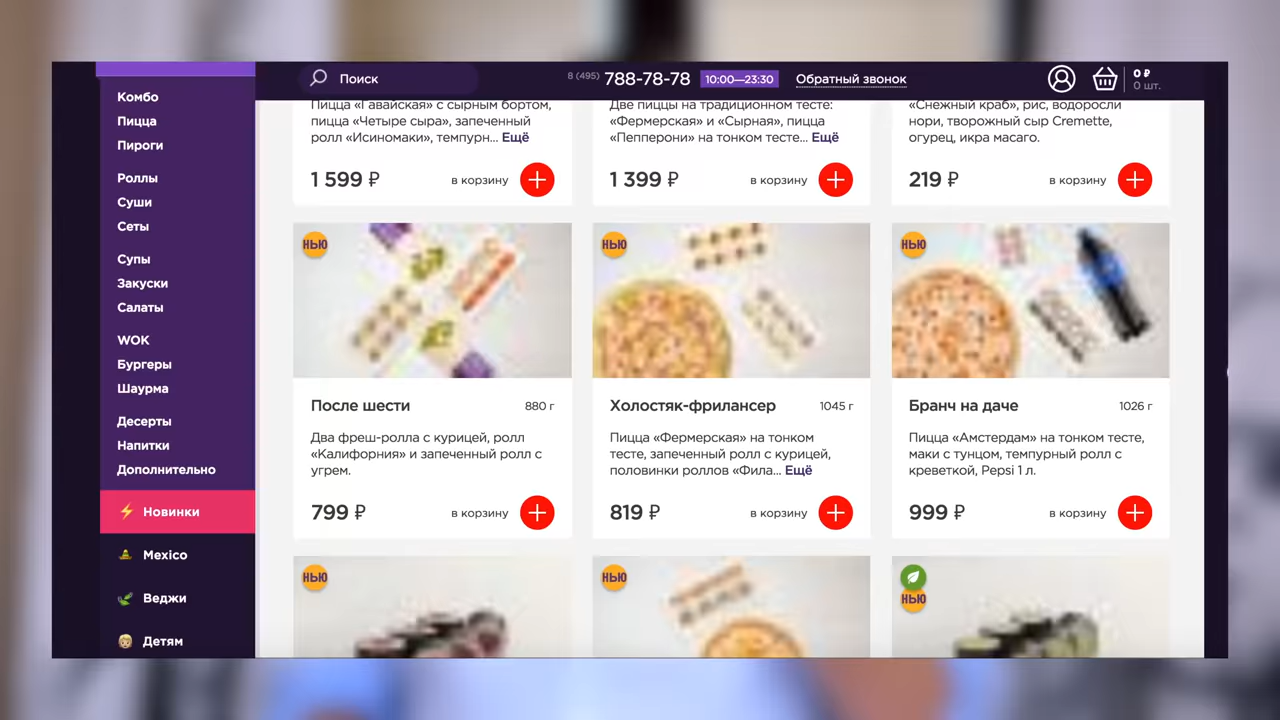 Поиск
8 (495) 788-78-78 10:00—23:30 Обратный звонок
0 ₽
0 шт.
Комбо
Пицца
Пироги
Роллы
Суши
Сеты
Супы
Закуски
Салаты
WOK
Бургеры
Шаурма
Десерты
Напитки
Дополнительно
Новинки
Mexico
Веджи
Детям
Пицца «Гавайская» с сырным бортом,
пицца «Четыре сыра», запеченный
ролл «Исиномаки», темпурн... Ещё
1 599 ₽ в корзину
Две пиццы на традиционном тесте:
«Фермерская» и «Сырная», пицца
«Пепперони» на тонком тесте... Ещё
1 399 ₽ в корзину
«Снежный краб», рис, водоросли
нори, творожный сыр Cremette,
огурец, икра масаго.
219 ₽ в корзину
НЬЮ
После шести 880 г
Два фреш-ролла с курицей, ролл
«Калифорния» и запеченный ролл с
угрем.
799 ₽ в корзину
НЬЮ
Холостяк-фрилансер 1045 г
Пицца «Фермерская» на тонком
тесте, запеченный ролл с курицей,
половинки роллов «Фила... Ещё
819 ₽ в корзину
НЬЮ
Бранч на даче 1026 г
Пицца «Амстердам» на тонком тесте,
маки с тунцом, темпурный ролл с
креветкой, Pepsi 1 л.
999 ₽ в корзину
НЬЮ
НЬЮ
НЬЮ